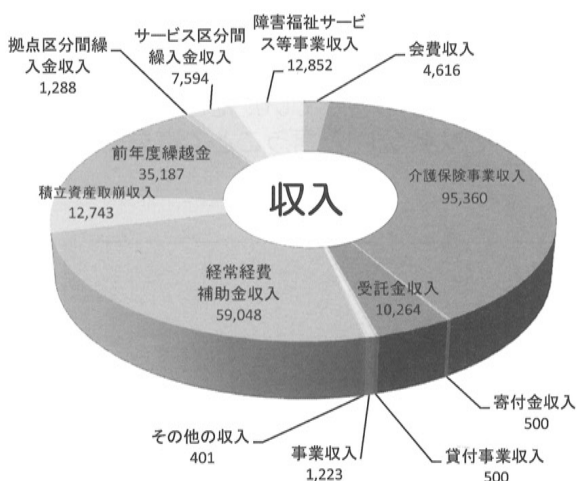 拠点区分間繰
入金収入
1,288
サービス区分間
繰入金収入
7,594
障害福祉サービ
ス等事業収入
12,852
会費収入
4,616
前年度繰越金
35,187
積立資産取崩収入
12,743
収入
介護保険事業収入
95,360
経常経費
補助金収入
59,048
受託金収入
10,264
その他の収入
401
事業収入
1,223
貸付事業収入
500
寄付金収入
500